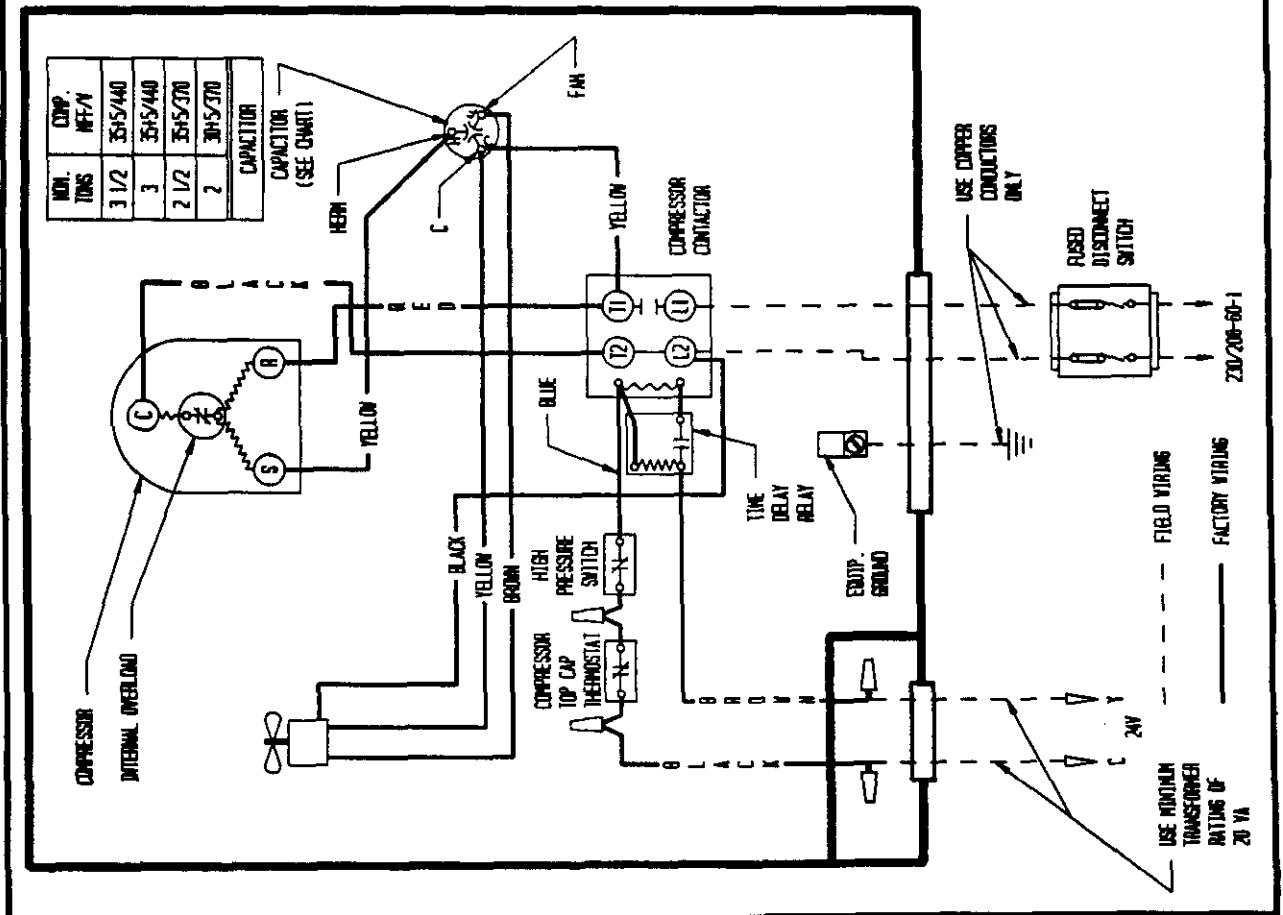 NOM. TONS COMP. MFF/V
3 1/2 35+5/440
3 35+5/440
2 1/2 35+5/370
2 30+5/370
CAPACITOR
CAPACITOR
(SEE CHART)
HERM
C
FAN
COMPRESSOR
INTERNAL OVERLOAD
C
S
R
BLACK
RED
YELLOW
YELLOW
T1
T2
L1
L2
COMPRESSOR
CONTACTOR
BLUE
BLACK
YELLOW
BROWN
HIGH
PRESSURE
SWITCH
COMPRESSOR
TOP CAP
THERMOSTAT
TIME
DELAY
RELAY
EQUIP.
GROUND
BROWN
BLACK
USE COPPER
CONDUCTORS
ONLY
FUSED
DISCONNECT
SWITCH
230/208-60-1
C
Y
24V
USE MINIMUM
TRANSFORMER
RATING OF
20 VA
FIELD WIRING
FACTORY WIRING